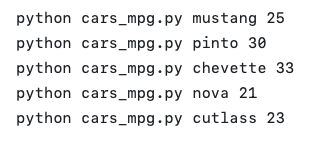 python cars_mpg.py mustang 25
python cars_mpg.py pinto 30
python cars_mpg.py chevette 33
python cars_mpg.py nova 21
python cars_mpg.py cutlass 23